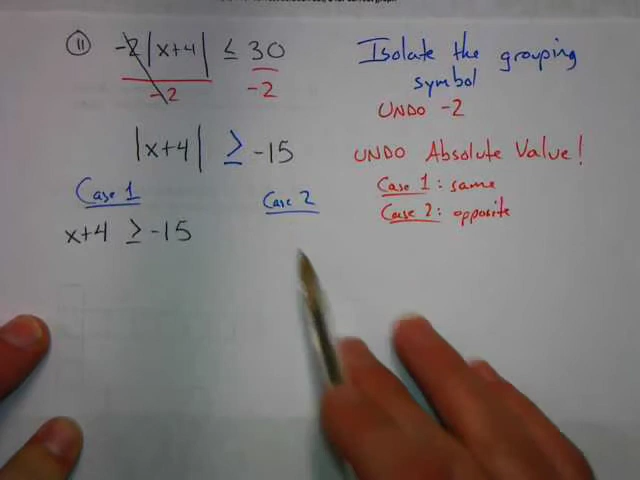 ⑪ -2|x+4| ≤ 30
-2 -2
|x+4| ≥ -15
Case 1 Case 2
x+4 ≥ -15
Isolate the grouping
symbol
UNDO -2
UNDO Absolute Value!
Case 1: same
Case 2: opposite